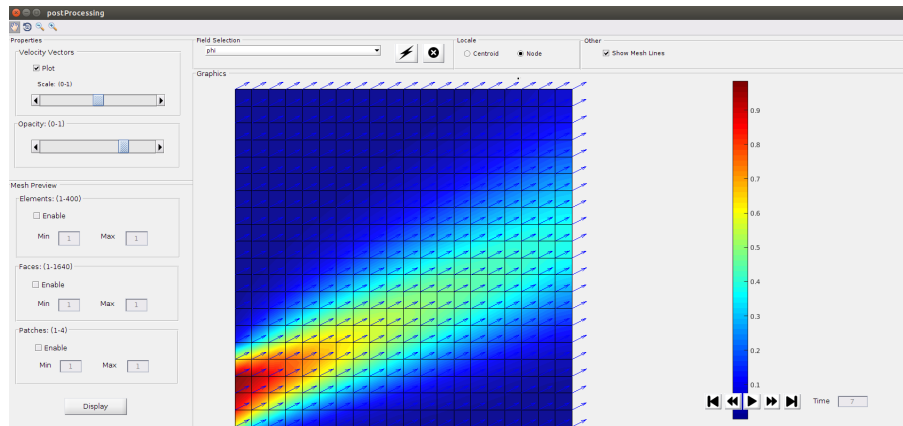 postProcessing
Properties
Velocity Vectors
Plot
Scale: (0-1)
Opacity: (0-1)
Mesh Preview
Elements: (1-400)
Enable
Min 1 Max 1
Faces: (1-1640)
Enable
Min 1 Max 1
Patches: (1-4)
Enable
Min 1 Max 1
Display
Field Selection
phi
Locale
Centroid Node
Other
Show Mesh Lines
Graphics
0.9
0.8
0.7
0.6
0.5
0.4
0.3
0.2
0.1
Time 7